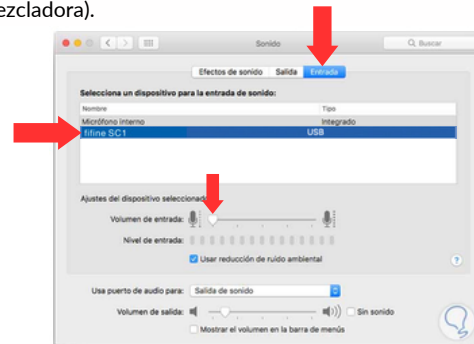 ezcladora).
Sonido
Buscar
Efectos de sonido Salida Entrada
Selecciona un dispositivo para la entrada de sonido:
Nombre Tipo
Micrófono interno Integrado
fifine SC1 USB
Ajustes del dispositivo seleccionado
Volumen de entrada:
Nivel de entrada:
Usar reducción de ruido ambiental
?
Usa puerto de audio para: Salida de sonido
Volumen de salida: Sin sonido
Mostrar el volumen en la barra de menús